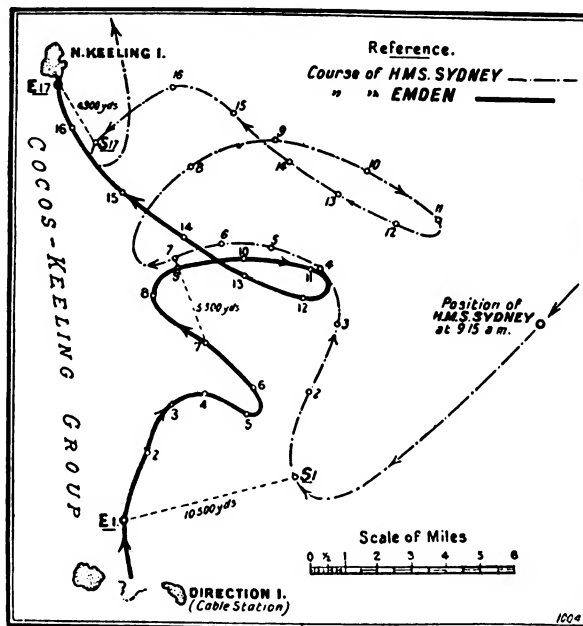 Reference.
Course of H.M.S. SYDNEY
" " EMDEN
N. KEELING I.
E17
4,900 yds
S17
16
15
14
13
12
11
10
9
8
7
6
5
4
3
2
S1
16
15
14
13
12
11
10
9
8
7
6
5
4
3
2
E1
5,500 yds
10500 yds
COCOS-KEELING GROUP
Position of
H.M.S. SYDNEY
at 9·15 a.m.
Scale of Miles
0 ½ 1 2 3 4 5 6
DIRECTION I.
(Cable Station)
1004